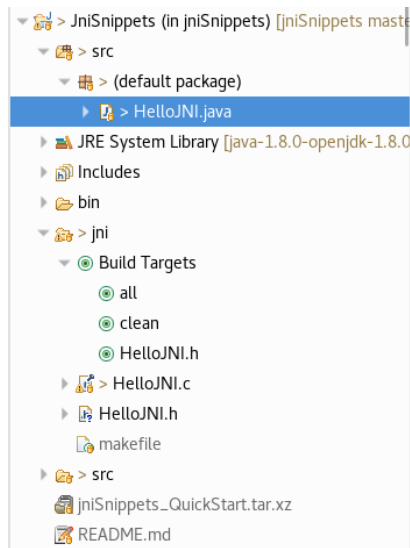 > JniSnippets (in jniSnippets) [jniSnippets maste
> src
> (default package)
> HelloJNI.java
JRE System Library [java-1.8.0-openjdk-1.8.0
Includes
bin
> jni
Build Targets
all
clean
HelloJNI.h
> HelloJNI.c
HelloJNI.h
makefile
> src
jniSnippets_QuickStart.tar.xz
README.md